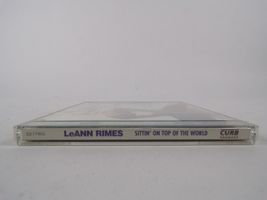 LeANN RIMES SITTIN' ON TOP OF THE WORLD CURB